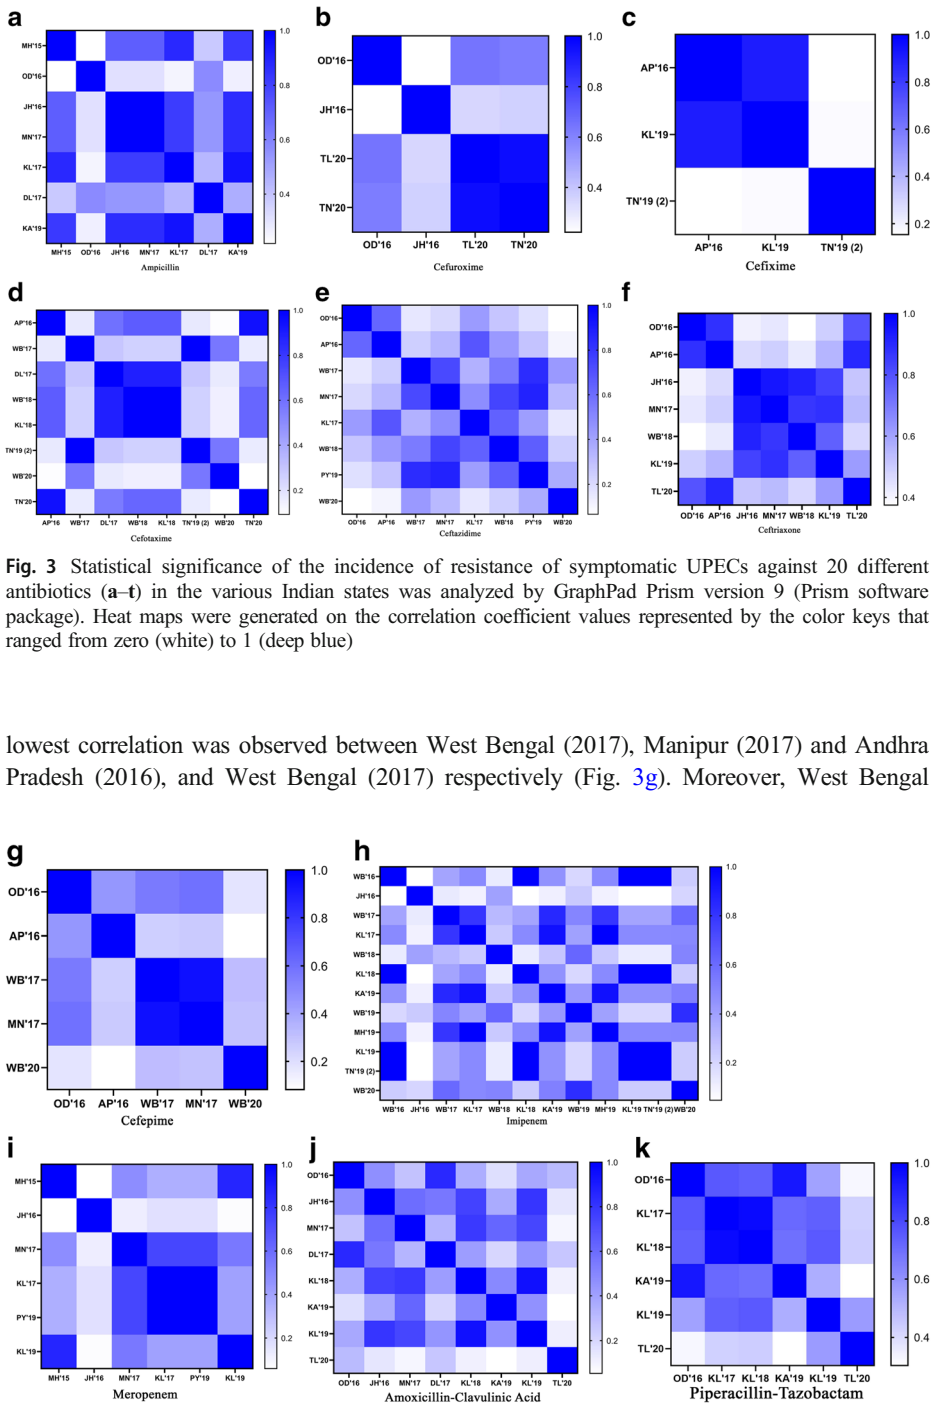 a
MH'15
OD'16
JH'16
MN'17
KL'17
DL'17
KA'19
MH'15 OD'16 JH'16 MN'17 KL'17 DL'17 KA'19
Ampicillin
1.0
0.8
0.6
0.4
b
OD'16
JH'16
TL'20
TN'20
OD'16 JH'16 TL'20 TN'20
Cefuroxime
1.0
0.8
0.6
0.4
c
AP'16
KL'19
TN'19 (2)
AP'16 KL'19 TN'19 (2)
Cefixime
1.0
0.8
0.6
0.4
0.2
d
AP'16
WB'17
DL'17
WB'18
KL'18
TN'19 (2)
WB'20
TN'20
AP'16 WB'17 DL'17 WB'18 KL'18 TN'19 (2) WB'20 TN'20
Cefotaxime
1.0
0.8
0.6
0.4
0.2
e
OD'16
AP'16
WB'17
MN'17
KL'17
WB'18
PY'19
WB'20
OD'16 AP'16 WB'17 MN'17 KL'17 WB'18 PY'19 WB'20
Ceftazidime
1.0
0.8
0.6
0.4
0.2
f
OD'16
AP'16
JH'16
MN'17
WB'18
KL'19
TL'20
OD'16 AP'16 JH'16 MN'17 WB'18 KL'19 TL'20
Ceftriaxone
1.0
0.8
0.6
0.4
Fig. 3 Statistical significance of the incidence of resistance of symptomatic UPECs against 20 different
antibiotics (a–t) in the various Indian states was analyzed by GraphPad Prism version 9 (Prism software
package). Heat maps were generated on the correlation coefficient values represented by the color keys that
ranged from zero (white) to 1 (deep blue)
lowest correlation was observed between West Bengal (2017), Manipur (2017) and Andhra
Pradesh (2016), and West Bengal (2017) respectively (Fig. 3g). Moreover, West Bengal
g
OD'16
AP'16
WB'17
MN'17
WB'20
OD'16 AP'16 WB'17 MN'17 WB'20
Cefepime
1.0
0.8
0.6
0.4
0.2
h
WB'16
JH'16
WB'17
KL'17
WB'18
KL'18
KA'19
WB'19
MH'19
KL'19
TN'19 (2)
WB'20
WB'16 JH'16 WB'17 KL'17 WB'18 KL'18 KA'19 WB'19 MH'19 KL'19 TN'19 (2) WB'20
Imipenem
1.0
0.8
0.6
0.4
0.2
i
MH'15
JH'16
MN'17
KL'17
PY'19
KL'19
MH'15 JH'16 MN'17 KL'17 PY'19 KL'19
Meropenem
1.0
0.8
0.6
0.4
0.2
j
OD'16
JH'16
MN'17
DL'17
KL'18
KA'19
KL'19
TL'20
OD'16 JH'16 MN'17 DL'17 KL'18 KA'19 KL'19 TL'20
Amoxicillin-Clavulinic Acid
1.0
0.8
0.6
0.4
0.2
k
OD'16
KL'17
KL'18
KA'19
KL'19
TL'20
OD'16 KL'17 KL'18 KA'19 KL'19 TL'20
Piperacillin-Tazobactam
1.0
0.8
0.6
0.4